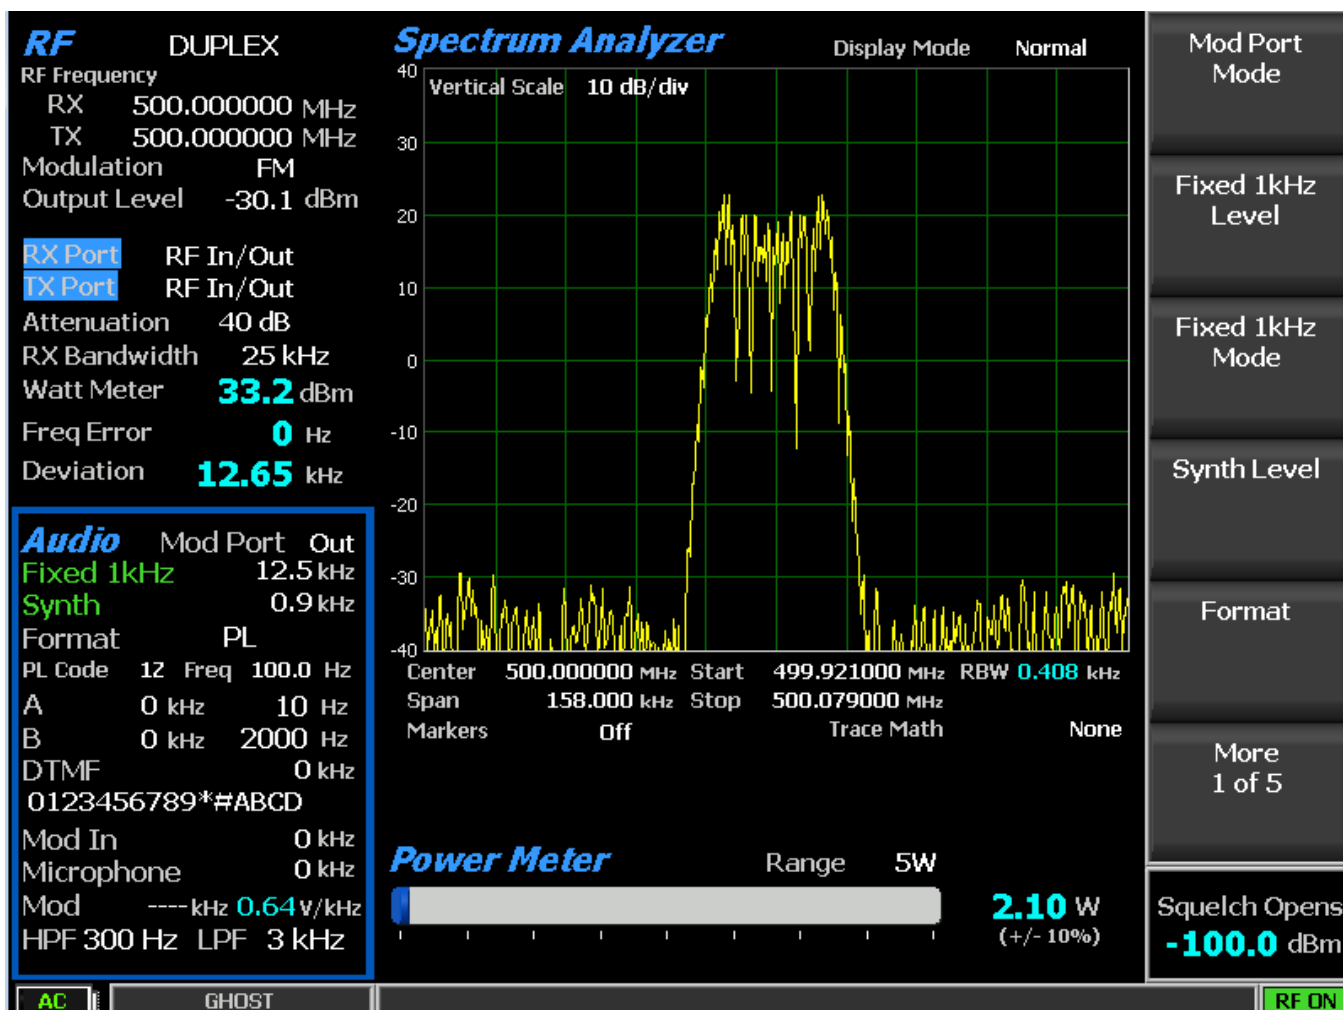 RF DUPLEX
RF Frequency
RX 500.000000 MHz
TX 500.000000 MHz
Modulation FM
Output Level -30.1 dBm
RX Port RF In/Out
TX Port RF In/Out
Attenuation 40 dB
RX Bandwidth 25 kHz
Watt Meter 33.2 dBm
Freq Error 0 Hz
Deviation 12.65 kHz
Audio Mod Port Out
Fixed 1kHz 12.5 kHz
Synth 0.9 kHz
Format PL
PL Code 1Z Freq 100.0 Hz
A 0 kHz 10 Hz
B 0 kHz 2000 Hz
DTMF 0 kHz
0123456789*#ABCD
Mod In 0 kHz
Microphone 0 kHz
Mod ----kHz 0.64 V/kHz
HPF 300 Hz LPF 3 kHz
Spectrum Analyzer Display Mode Normal
Vertical Scale 10 dB/div
40
30
20
10
0
-10
-20
-30
-40
Center 500.000000 MHz Start 499.921000 MHz RBW 0.408 kHz
Span 158.000 kHz Stop 500.079000 MHz
Markers Off Trace Math None
Power Meter Range 5W
2.10 W
(+/- 10%)
Mod Port
Mode
Fixed 1kHz
Level
Fixed 1kHz
Mode
Synth Level
Format
More
1 of 5
Squelch Opens
-100.0 dBm
AC GHOST RF ON